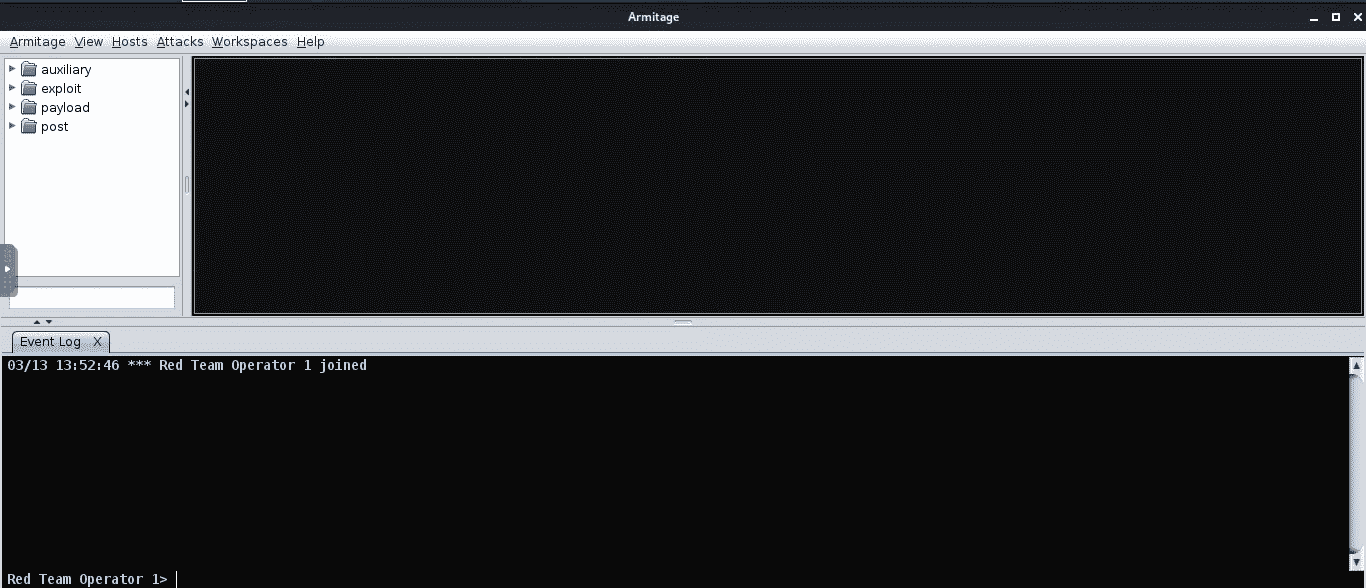 Armitage
Armitage View Hosts Attacks Workspaces Help
auxiliary
exploit
payload
post
Event Log X
03/13 13:52:46 *** Red Team Operator 1 joined
Red Team Operator 1>